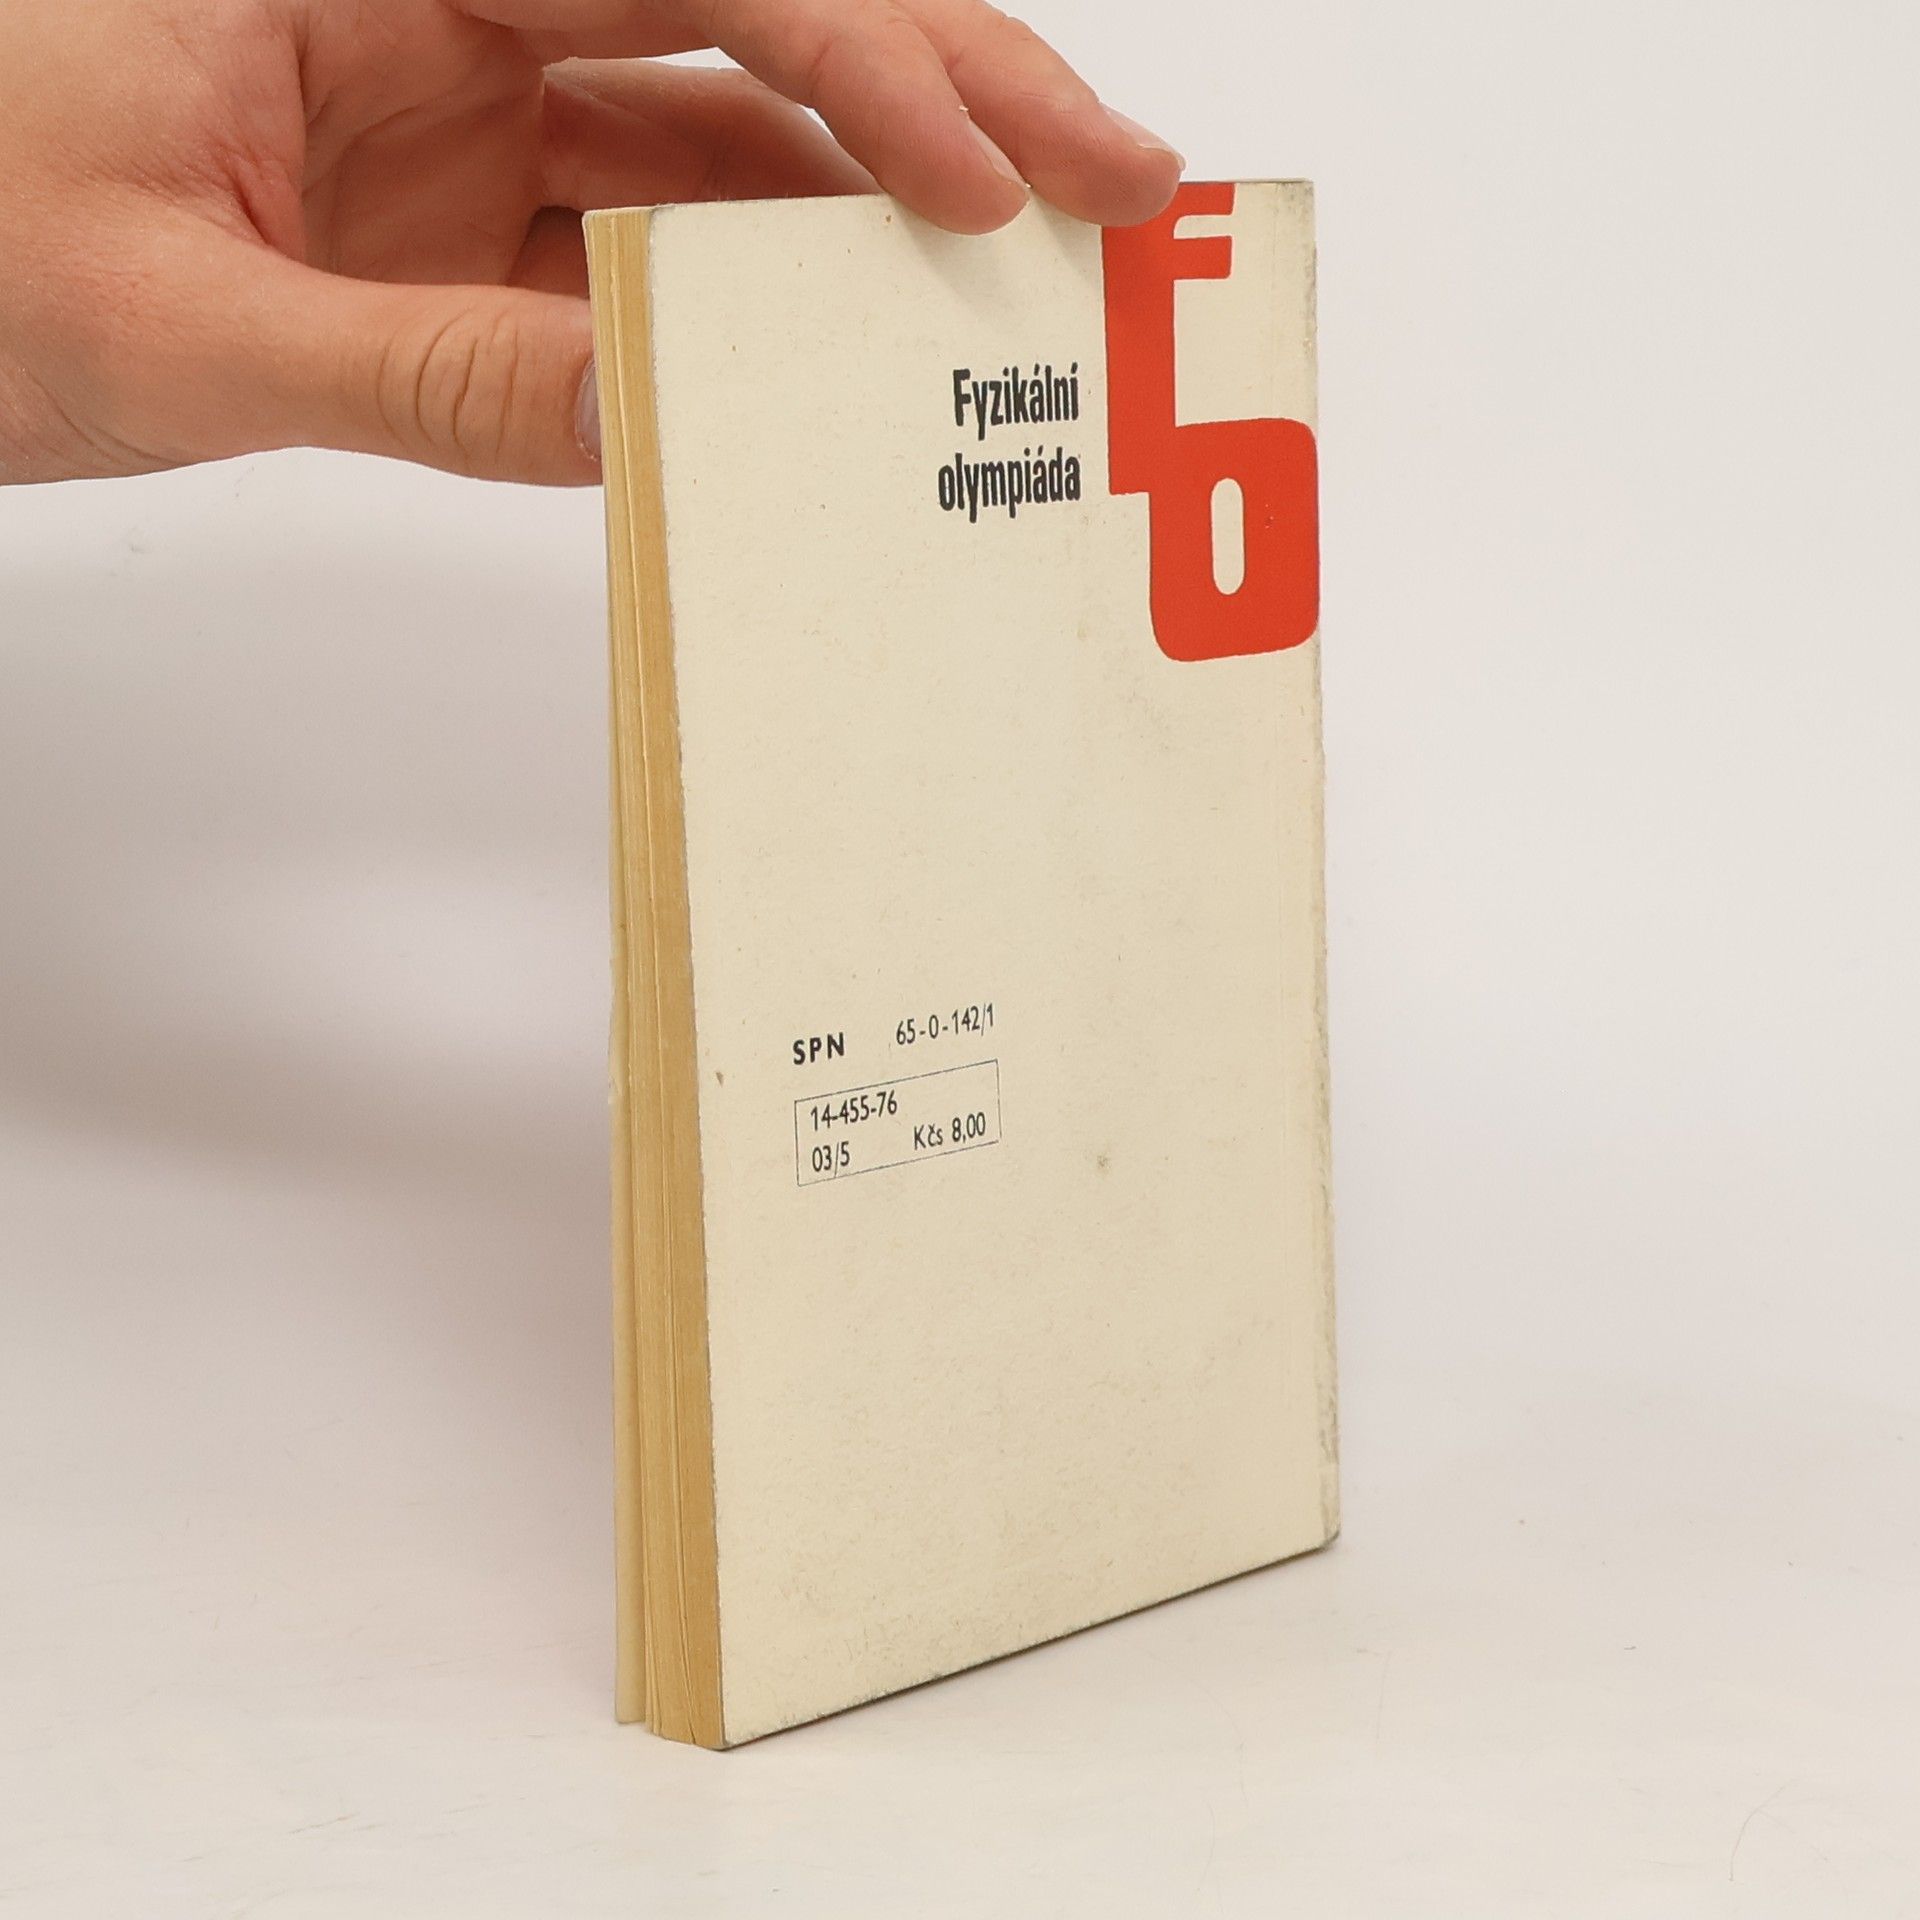 fo
Fyzikální
olympiáda
SPN 65-0-142/1
14-455-76
03/5 Kčs 8,00